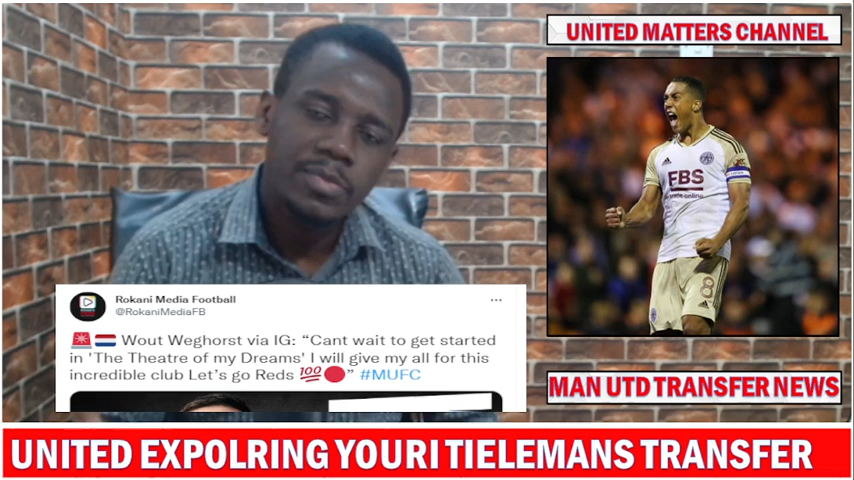 UNITED MATTERS CHANNEL
FBS
8
Rokani Media Football
@RokaniMediaFB
Wout Weghorst via IG: “Cant wait to get started
in 'The Theatre of my Dreams' I will give my all for this
incredible club Let’s go Reds 💯🔴” #MUFC
MAN UTD TRANSFER NEWS
UNITED EXPOLRING YOURI TIELEMANS TRANSFER